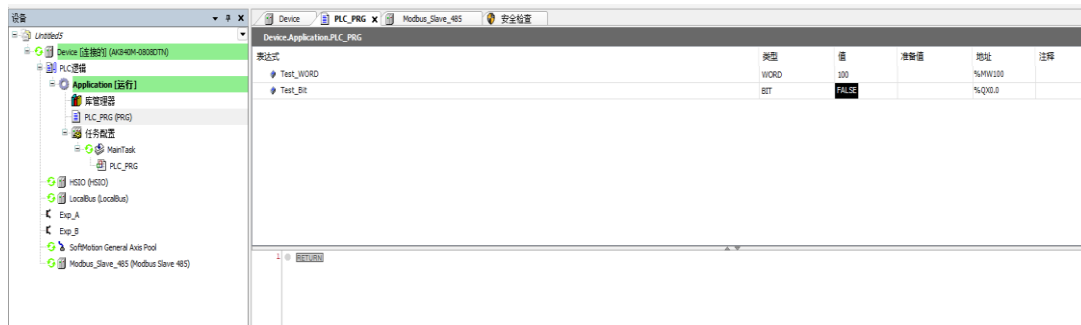 设备
Untitled5
Device [连接的] (AK840M-0808DTN)
PLC逻辑
Application [运行]
库管理器
PLC_PRG (PRG)
任务配置
MainTask
PLC_PRG
HSIO (HSIO)
LocalBus (LocalBus)
Exp_A
Exp_B
SoftMotion General Axis Pool
Modbus_Slave_485 (Modbus Slave 485)
Device PLC_PRG X Modbus_Slave_485 安全检查
Device.Application.PLC_PRG
表达式 类型 值 准备值 地址 注释
Test_WORD WORD 100 %MW100
Test_Bit BIT FALSE %QX0.0
1 RETURN